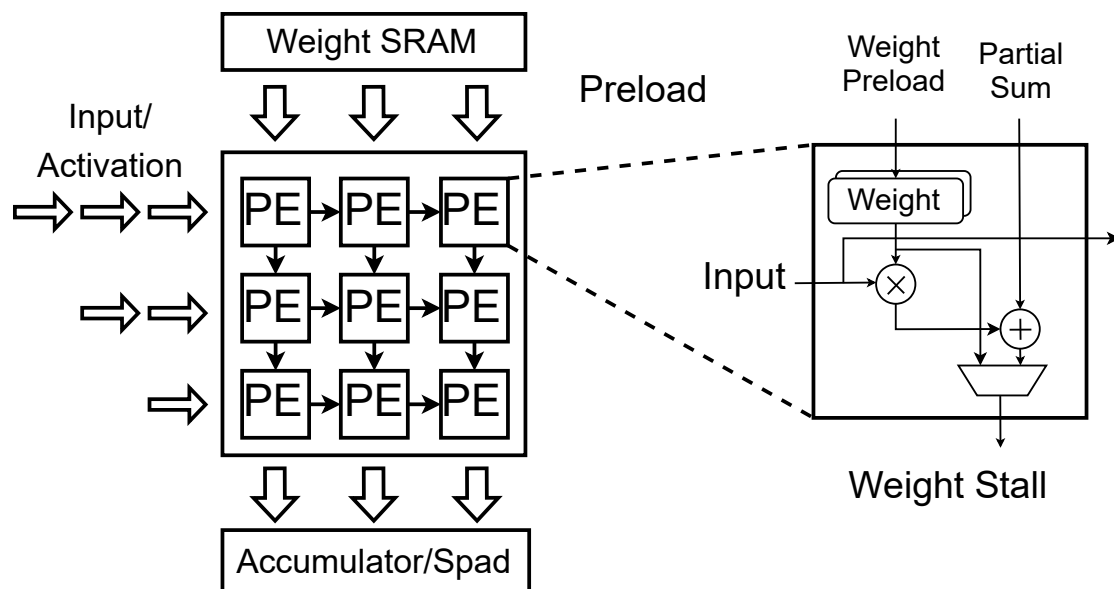 Weight SRAM
Input/
Activation
Preload
PE PE PE
PE PE PE
PE PE PE
Accumulator/Spad
Weight
Preload
Partial
Sum
Weight
Input
Weight Stall